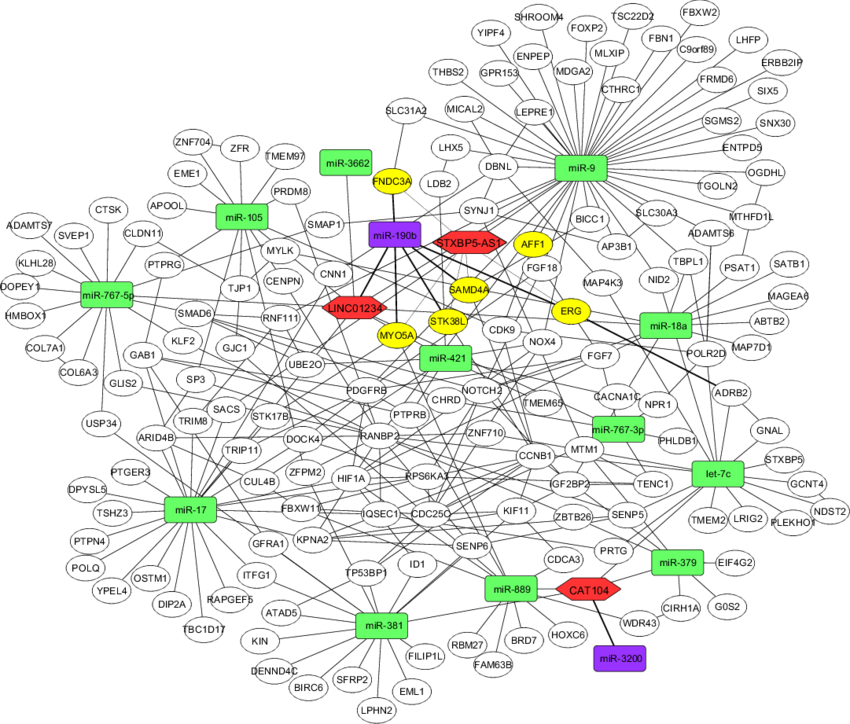 SHROOM4
TSC22D2
FBXW2
YIPF4
FOXP2
FBN1
LHFP
ENPEP
MLXIP
C9orf89
THBS2
GPR153
MDGA2
FRMD6
ERBB2IP
CTHRC1
SIX5
SLC31A2
MICAL2
LEPRE1
SGMS2
SNX30
ZNF704
ZFR
TMEM97
miR-3662
LHX5
DBNL
miR-9
ENTPD5
EME1
FNDC3A
LDB2
OGDHL
PRDM8
TGOLN2
APOOL
miR-105
SMAP1
SYNJ1
BICC1
SLC30A3
MTHFD1L
CTSK
ADAMTS7
SVEP1
CLDN11
miR-190b
STXBP5-AS1
AFF1
AP3B1
ADAMTS6
MYLK
KLHL28
PTPRG
CNN1
FGF18
TBPL1
PSAT1
SATB1
DOPEY1
miR-767-5p
TJP1
CENPN
SAMD4A
MAP4K3
NID2
MAGEA6
HMBOX1
SMAD6
RNF111
LINC01234
STK38L
ERG
miR-18a
ABTB2
MYO5A
CDK9
NOX4
COL7A1
KLF2
GJC1
MAP7D1
GAB1
UBE2O
miR-421
FGF7
POLR2D
COL6A3
GLIS2
SP3
PDGFRB
NOTCH2
CACNA1C
ADRB2
SACS
CHRD
TMEM65
NPR1
USP34
TRIM8
STK17B
PTPRB
miR-767-3p
GNAL
ARID4B
DOCK4
RANBP2
ZNF710
PHLDB1
TRIP11
CCNB1
MTM1
STXBP5
PTGER3
ZFPM2
HIF1A
RPS6KA3
let-7c
DPYSL5
CUL4B
IGF2BP2
TENC1
GCNT4
TSHZ3
miR-17
FBXW11
IQSEC1
CDC25C
KIF11
ZBTB26
SENP5
TMEM2
LRIG2
PLEKHO1
NDST2
PTPN4
GFRA1
KPNA2
SENP6
CDCA3
PRTG
POLQ
OSTM1
ITFG1
TP53BP1
ID1
miR-379
EIF4G2
YPEL4
DIP2A
RAPGEF5
miR-889
CAT104
ATAD5
CIRH1A
G0S2
TBC1D17
KIN
miR-381
WDR43
HOXC6
BRD7
RBM27
FILIP1L
miR-3200
DENND4C
FAM63B
SFRP2
BIRC6
EML1
LPHN2